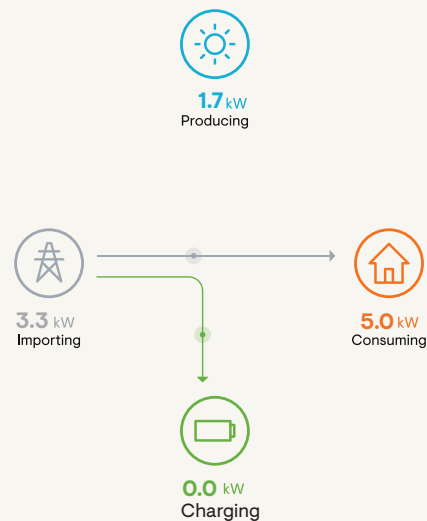 1.7 kW
Producing
3.3 kW
Importing
5.0 kW
Consuming
0.0 kW
Charging